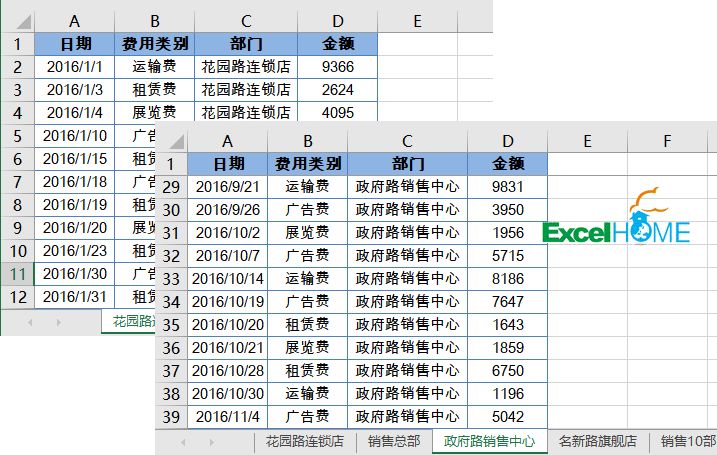 A B C D E
1 日期 费用类别 部门 金额
2 2016/1/1 运输费 花园路连锁店 9366
3 2016/1/3 租赁费 花园路连锁店 2624
4 2016/1/4 展览费 花园路连锁店 4095
5 2016/1/10 广告
6 2016/1/15 租赁
7 2016/1/18 广告
8 2016/1/19 租赁
9 2016/1/20 展览
10 2016/1/23 租赁
11 2016/1/30 广告
12 2016/1/31 租赁
花园路连
A B C D E F
1 日期 费用类别 部门 金额
29 2016/9/21 运输费 政府路销售中心 9831
30 2016/9/26 广告费 政府路销售中心 3950
31 2016/10/2 展览费 政府路销售中心 1956
32 2016/10/7 广告费 政府路销售中心 5715
33 2016/10/14 运输费 政府路销售中心 8186
34 2016/10/19 广告费 政府路销售中心 7647
35 2016/10/20 租赁费 政府路销售中心 1643
36 2016/10/21 展览费 政府路销售中心 1859
37 2016/10/28 租赁费 政府路销售中心 6750
38 2016/10/30 运输费 政府路销售中心 1196
39 2016/11/4 广告费 政府路销售中心 5042
ExcelHOME
花园路连锁店 销售总部 政府路销售中心 名新路旗舰店 销售10部